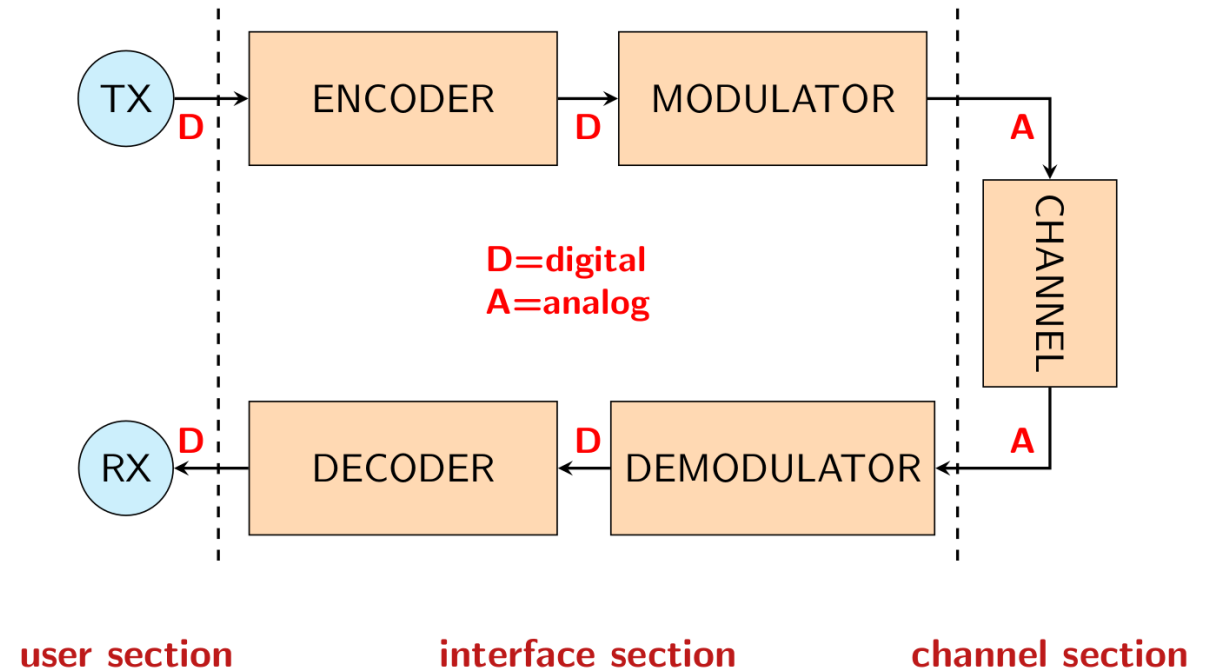 TX
D
ENCODER
D
MODULATOR
A
CHANNEL
D=digital
A=analog
RX
D
DECODER
D
DEMODULATOR
A
user section
interface section
channel section